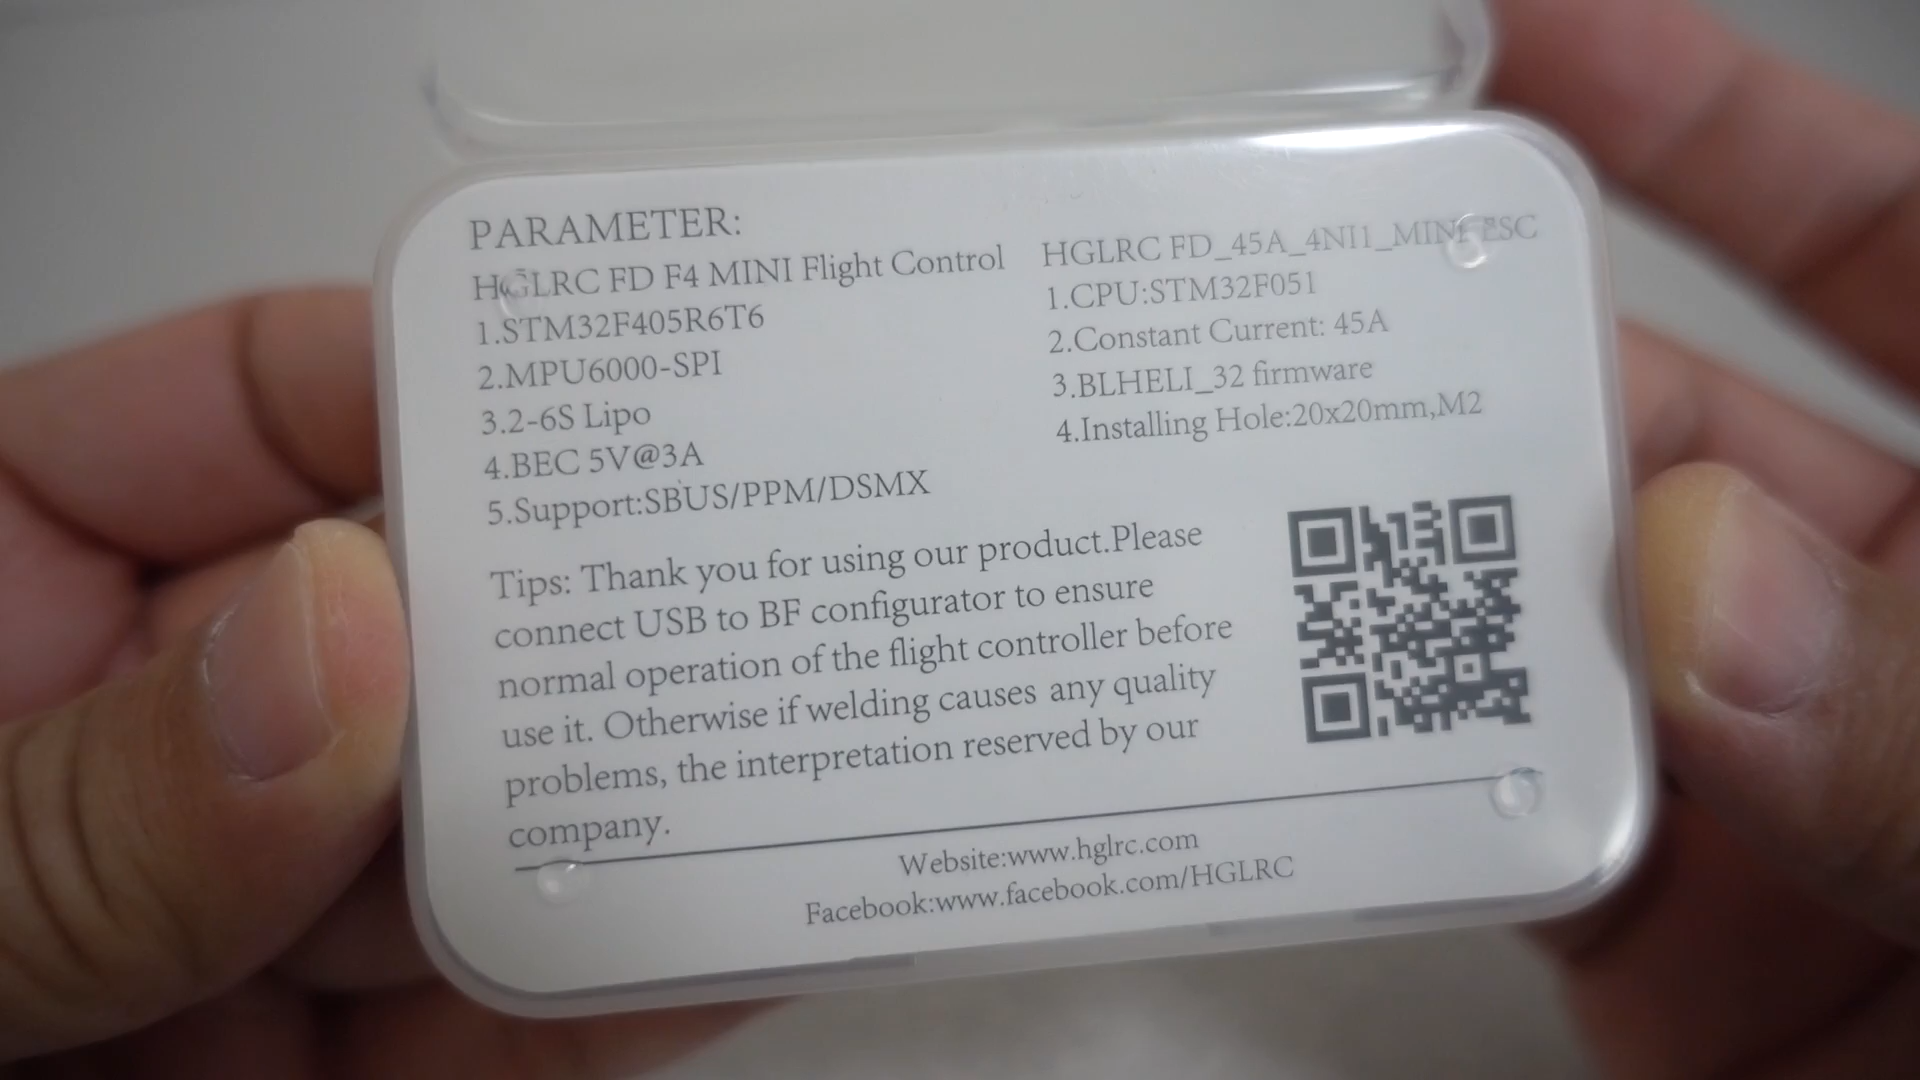 PARAMETER:
HGLRC FD F4 MINI Flight Control
1.STM32F405R6T6
2.MPU6000-SPI
3.2-6S Lipo
4.BEC 5V@3A
5.Support:SBUS/PPM/DSMX
HGLRC FD_45A_4NI1_MINI ESC
1.CPU:STM32F051
2.Constant Current: 45A
3.BLHELI_32 firmware
4.Installing Hole:20x20mm,M2
Tips: Thank you for using our product.Please
connect USB to BF configurator to ensure
normal operation of the flight controller before
use it. Otherwise if welding causes any quality
problems, the interpretation reserved by our
company.
Website:www.hglrc.com
Facebook:www.facebook.com/HGLRC